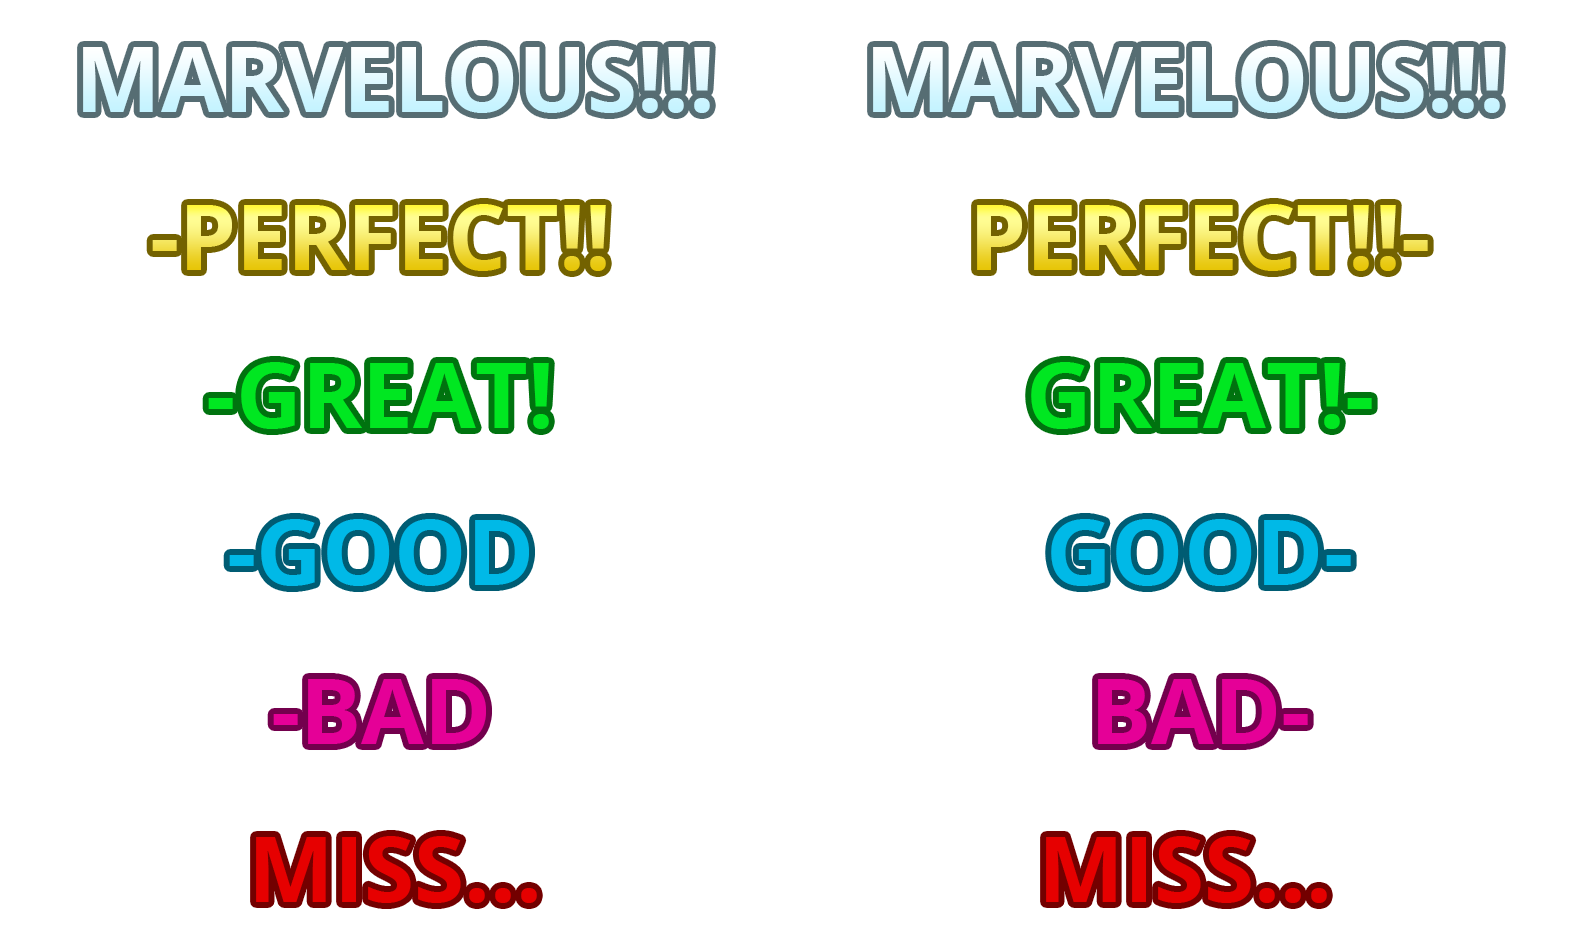 MARVELOUS!!! MARVELOUS!!!
-PERFECT!! PERFECT!!-
-GREAT! GREAT!-
-GOOD GOOD-
-BAD BAD-
MISS... MISS...